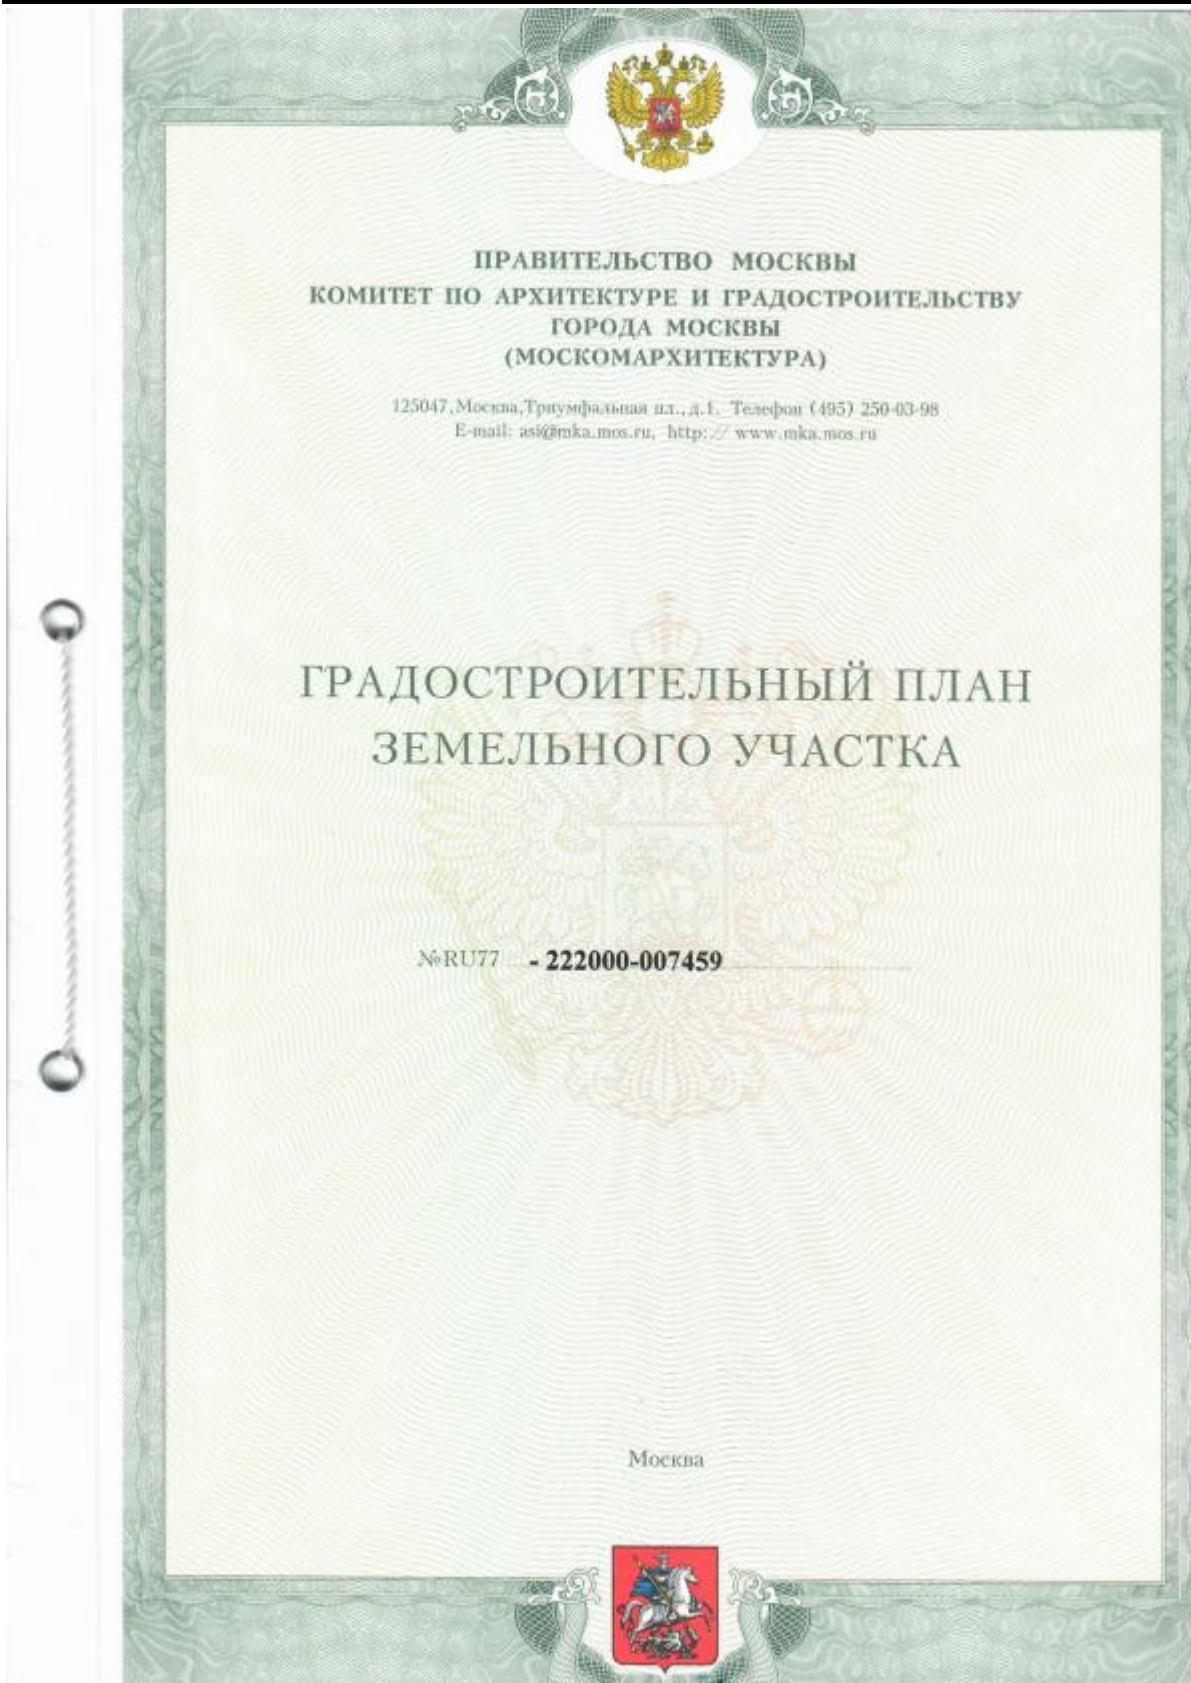 ПРАВИТЕЛЬСТВО МОСКВЫ
КОМИТЕТ ПО АРХИТЕКТУРЕ И ГРАДОСТРОИТЕЛЬСТВУ
ГОРОДА МОСКВЫ
(МОСКОМАРХИТЕКТУРА)
125047, Москва, Триумфальная пл., д.1. Телефон (495) 250-03-98
E-mail: asi@mka.mos.ru, http: // www.mka.mos.ru
ГРАДОСТРОИТЕЛЬНЫЙ ПЛАН
ЗЕМЕЛЬНОГО УЧАСТКА
№RU77 - 222000-007459
Москва